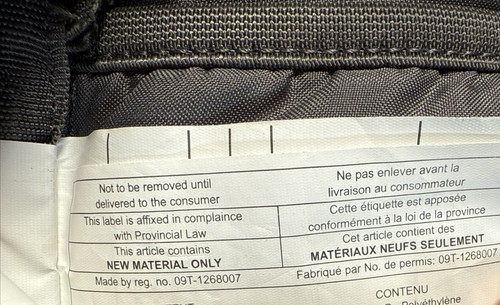 Not to be removed until
delivered to the consumer
This label is affixed in complaince
with Provincial Law
This article contains
NEW MATERIAL ONLY
Made by reg. no. 09T-1268007
Ne pas enlever avant la
livraison au consommateur
Cette étiquette est apposée
conformément à la loi de la province
Cet article contient des
MATÉRIAUX NEUFS SEULEMENT
Fabriqué par No. de permis: 09T-1268007
CONTENU
Polyéthylène